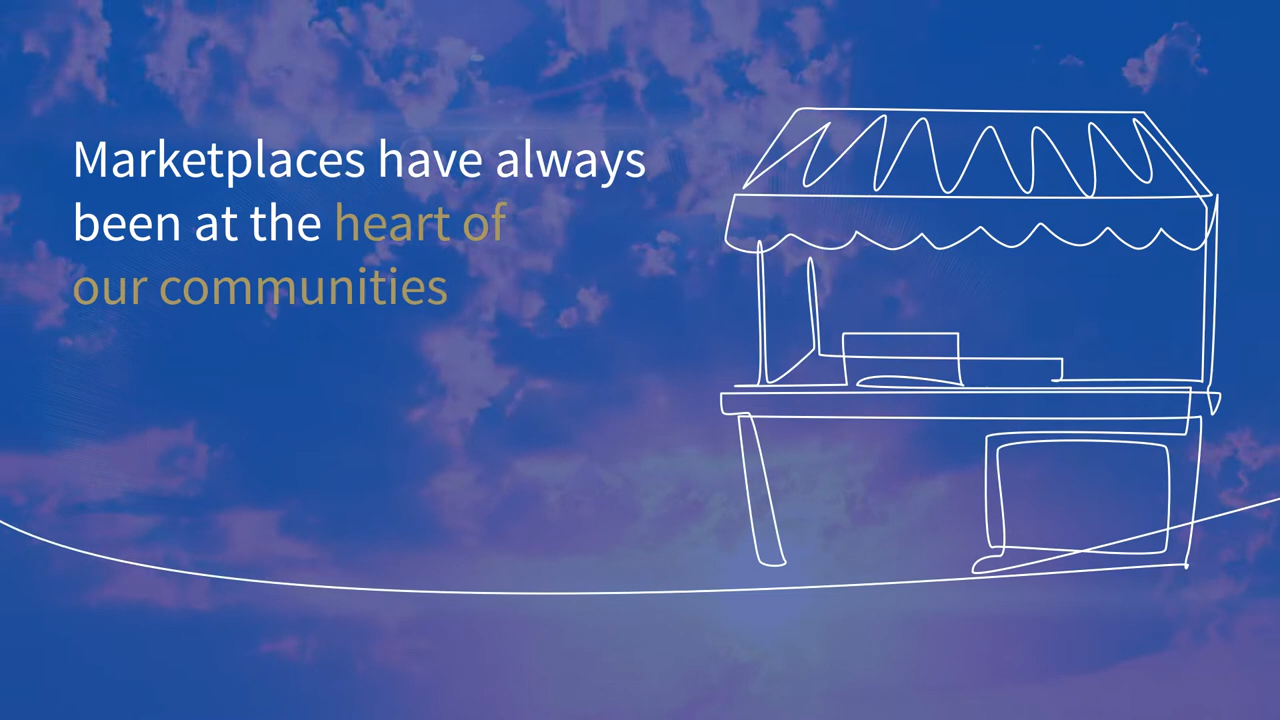 Marketplaces have always
been at the heart of
our communities